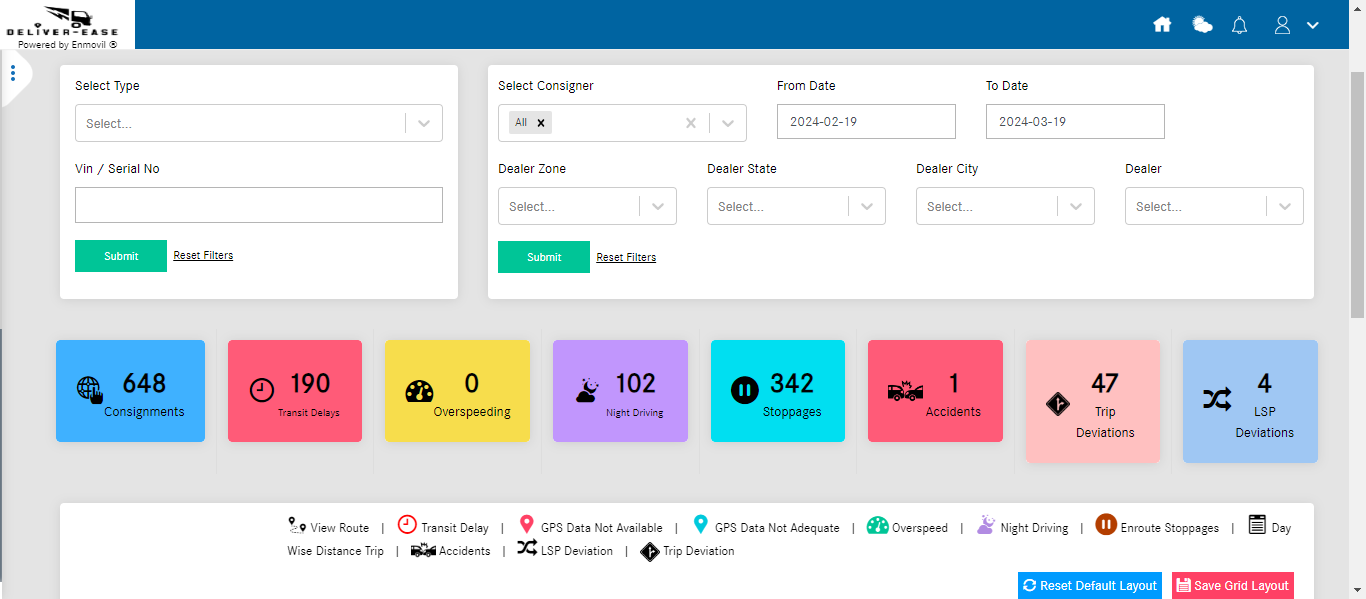 DELIVER-EASE
Powered by Enmovil ®
Select Type
Select...
Vin / Serial No
Submit Reset Filters
Select Consigner From Date To Date
All 2024-02-19 2024-03-19
Dealer Zone Dealer State Dealer City Dealer
Select... Select... Select... Select...
Submit Reset Filters
648
Consignments
190
Transit Delays
0
Overspeeding
102
Night Driving
342
Stoppages
1
Accidents
47
Trip
Deviations
4
LSP
Deviations
View Route | Transit Delay | GPS Data Not Available | GPS Data Not Adequate | Overspeed | Night Driving | Enroute Stoppages | Day
Wise Distance Trip | Accidents | LSP Deviation | Trip Deviation
Reset Default Layout Save Grid Layout